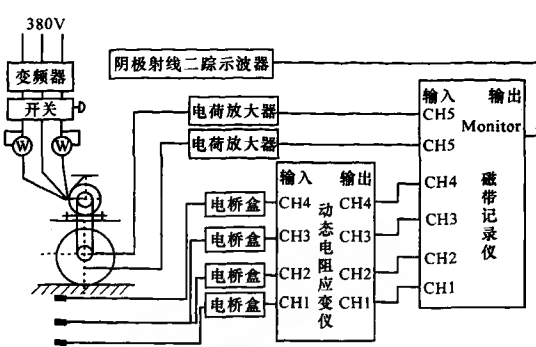 380V
变频器
开关
W
W
阴极射线二踪示波器
电荷放大器
电荷放大器
输入
输出
CH5
Monitor
CH5
CH4
CH3
CH2
CH1
磁带记录仪
输入
输出
CH4
CH3
CH2
CH1
动态电阻应变仪
CH4
CH3
CH2
CH1
电桥盒
电桥盒
电桥盒
电桥盒